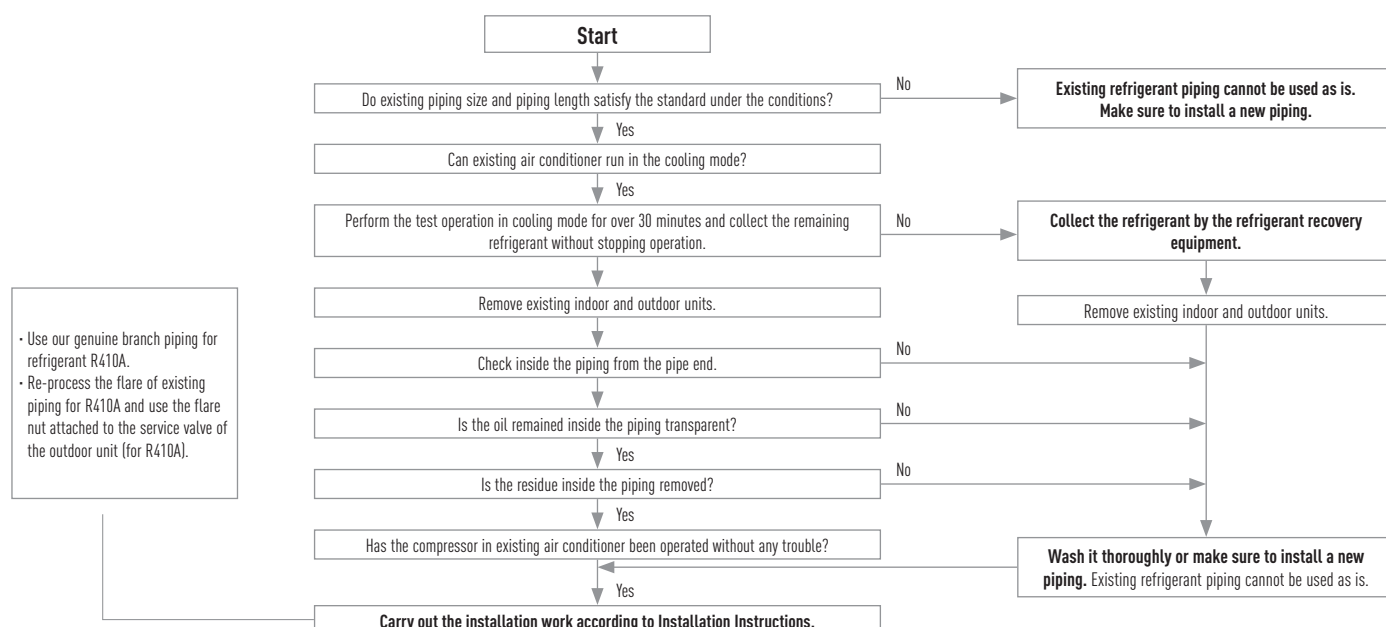 Start
Do existing piping size and piping length satisfy the standard under the conditions?
No
Existing refrigerant piping cannot be used as is.
Make sure to install a new piping.
Yes
Can existing air conditioner run in the cooling mode?
Yes
Perform the test operation in cooling mode for over 30 minutes and collect the remaining
refrigerant without stopping operation.
No
Collect the refrigerant by the refrigerant recovery
equipment.
Remove existing indoor and outdoor units.
Remove existing indoor and outdoor units.
• Use our genuine branch piping for
refrigerant R410A.
• Re-process the flare of existing
piping for R410A and use the flare
nut attached to the service valve of
the outdoor unit (for R410A).
Check inside the piping from the pipe end.
No
Is the oil remained inside the piping transparent?
No
Yes
Is the residue inside the piping removed?
No
Yes
Has the compressor in existing air conditioner been operated without any trouble?
Wash it thoroughly or make sure to install a new
piping. Existing refrigerant piping cannot be used as is.
Yes
Carry out the installation work according to Installation Instructions.